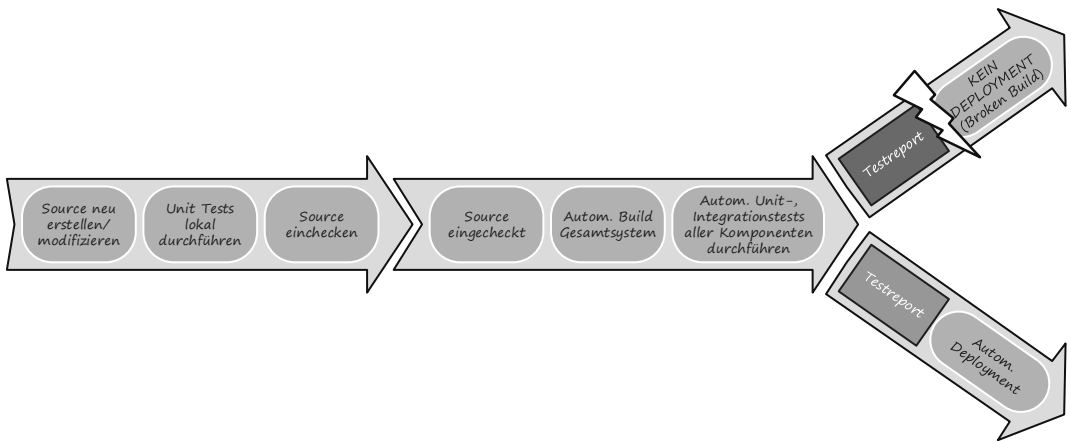 Source neu
erstellen/
modifizieren
Unit Tests
lokal
durchführen
Source
einchecken
Source
eingecheckt
Autom. Build
Gesamtsystem
Autom. Unit-,
Integrationstests
aller Komponenten
durchführen
Testreport
KEIN
DEPLOYMENT
(Broken Build)
Testreport
Autom.
Deployment